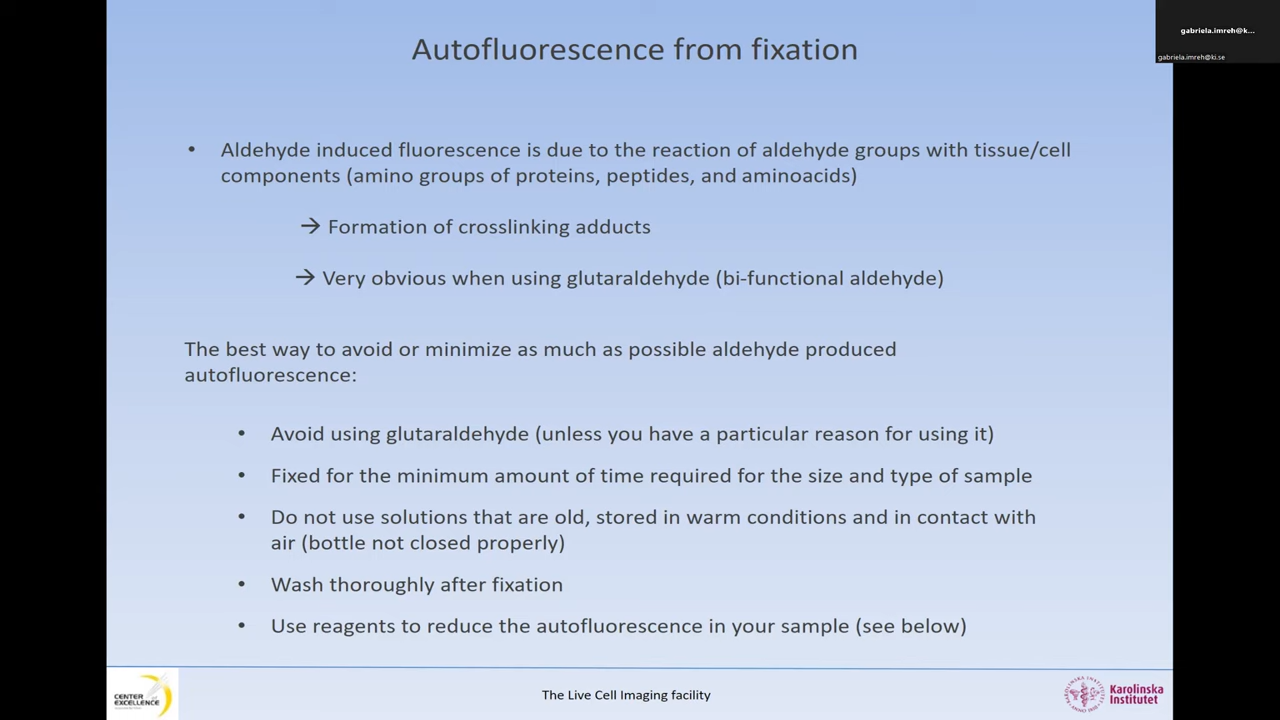 Autofluorescence from fixation
gabriela.imreh@k...
gabriela.imreh@ki.se
• Aldehyde induced fluorescence is due to the reaction of aldehyde groups with tissue/cell
components (amino groups of proteins, peptides, and aminoacids)
→ Formation of crosslinking adducts
→ Very obvious when using glutaraldehyde (bi-functional aldehyde)
The best way to avoid or minimize as much as possible aldehyde produced
autofluorescence:
• Avoid using glutaraldehyde (unless you have a particular reason for using it)
• Fixed for the minimum amount of time required for the size and type of sample
• Do not use solutions that are old, stored in warm conditions and in contact with
air (bottle not closed properly)
• Wash thoroughly after fixation
• Use reagents to reduce the autofluorescence in your sample (see below)
CENTER
EXCELLENCE
The Live Cell Imaging facility
Karolinska
Institutet